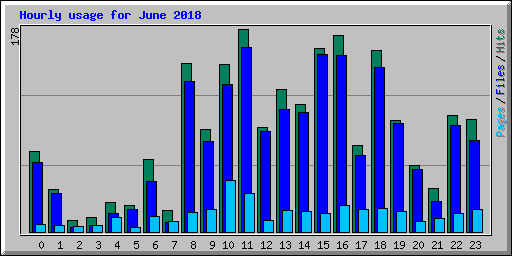 Hourly usage for June 2018
178
Pages / Files / Hits
0 1 2 3 4 5 6 7 8 9 10 11 12 13 14 15 16 17 18 19 20 21 22 23